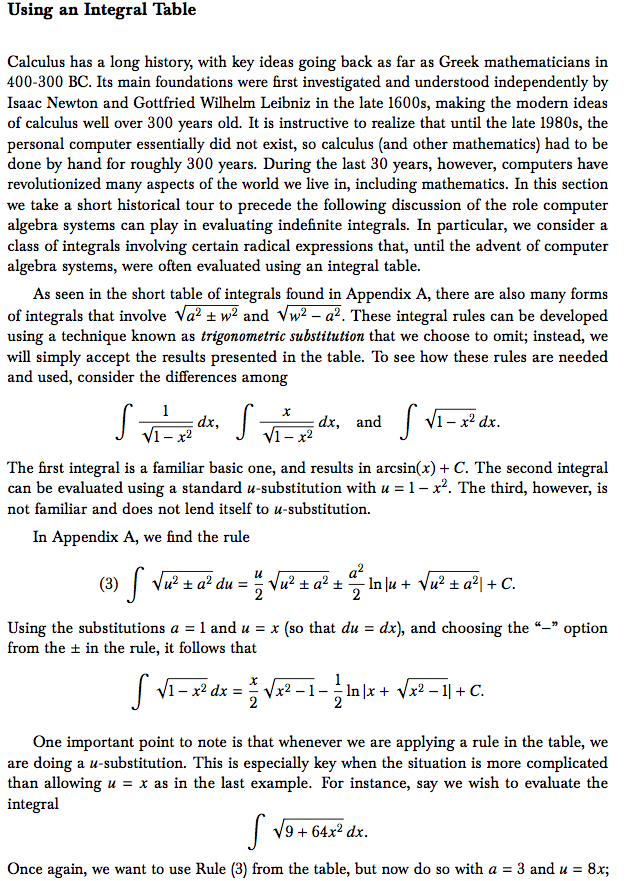 Using an Integral Table
Calculus has a long history, with key ideas going back as far as Greek mathematicians in
400-300 BC. Its main foundations were first investigated and understood independently by
Isaac Newton and Gottfried Wilhelm Leibniz in the late 1600s, making the modern ideas
of calculus well over 300 years old. It is instructive to realize that until the late 1980s, the
personal computer essentially did not exist, so calculus (and other mathematics) had to be
done by hand for roughly 300 years. During the last 30 years, however, computers have
revolutionized many aspects of the world we live in, including mathematics. In this section
we take a short historical tour to precede the following discussion of the role computer
algebra systems can play in evaluating indefinite integrals. In particular, we consider a
class of integrals involving certain radical expressions that, until the advent of computer
algebra systems, were often evaluated using an integral table.
As seen in the short table of integrals found in Appendix A, there are also many forms
of integrals that involve √(a² ± w²) and √(w² − a²). These integral rules can be developed
using a technique known as trigonometric substitution that we choose to omit; instead, we
will simply accept the results presented in the table. To see how these rules are needed
and used, consider the differences among
∫ 1/√(1 − x²) dx, ∫ x/√(1 − x²) dx, and ∫ √(1 − x²) dx.
The first integral is a familiar basic one, and results in arcsin(x) + C. The second integral
can be evaluated using a standard u-substitution with u = 1 − x². The third, however, is
not familiar and does not lend itself to u-substitution.
In Appendix A, we find the rule
(3) ∫ √(u² ± a²) du = u/2 √(u² ± a²) ± a²/2 ln |u + √(u² ± a²)| + C.
Using the substitutions a = 1 and u = x (so that du = dx), and choosing the “−” option
from the ± in the rule, it follows that
∫ √(1 − x²) dx = x/2 √(x² − 1) − 1/2 ln |x + √(x² − 1)| + C.
One important point to note is that whenever we are applying a rule in the table, we
are doing a u-substitution. This is especially key when the situation is more complicated
than allowing u = x as in the last example. For instance, say we wish to evaluate the
integral
∫ √(9 + 64x²) dx.
Once again, we want to use Rule (3) from the table, but now do so with a = 3 and u = 8x;